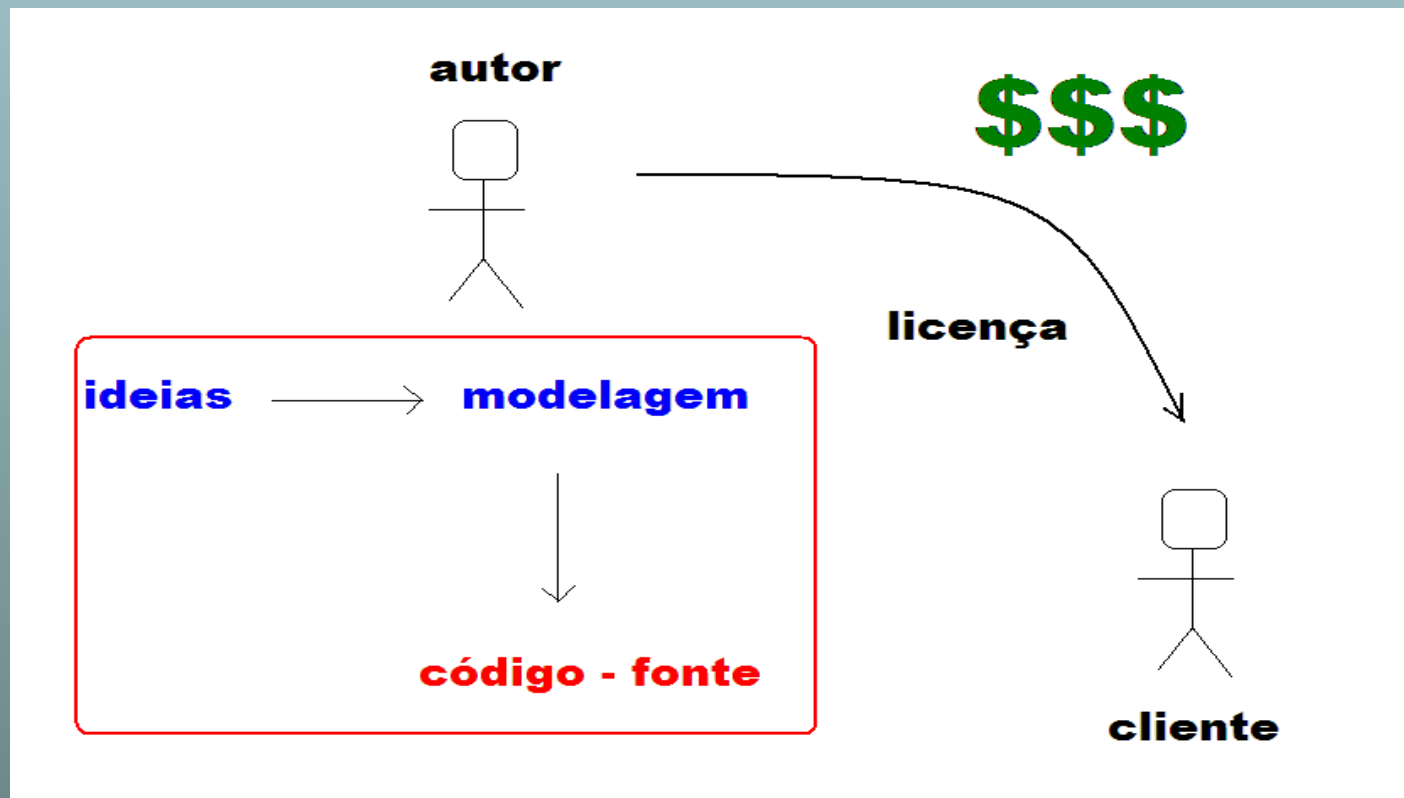 autor
$$$
licença
ideias
modelagem
código - fonte
cliente